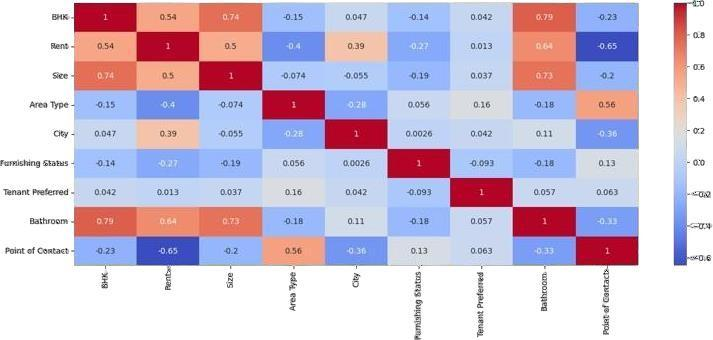 BHK 1 0.54 0.74 -0.15 0.047 -0.14 0.042 0.79 -0.23
Rent 0.54 1 0.5 -0.4 0.39 -0.27 0.013 0.64 -0.65
Size 0.74 0.5 1 -0.074 -0.055 -0.19 0.037 0.73 -0.2
Area Type -0.15 -0.4 -0.074 1 -0.28 0.056 0.16 -0.18 0.56
City 0.047 0.39 -0.055 -0.28 1 0.0026 0.042 0.11 -0.36
Furnishing Status -0.14 -0.27 -0.19 0.056 0.0026 1 -0.093 -0.18 0.13
Tenant Preferred 0.042 0.013 0.037 0.16 0.042 -0.093 1 0.057 0.063
Bathroom 0.79 0.64 0.73 -0.18 0.11 -0.18 0.057 1 -0.33
Point of Contact -0.23 -0.65 -0.2 0.56 -0.36 0.13 0.063 -0.33 1
BHK
Rent
Size
Area Type
City
Furnishing Status
Tenant Preferred
Bathroom
Point of Contact
1.0
0.8
0.6
0.4
0.2
0.0
-0.2
-0.4
-0.6